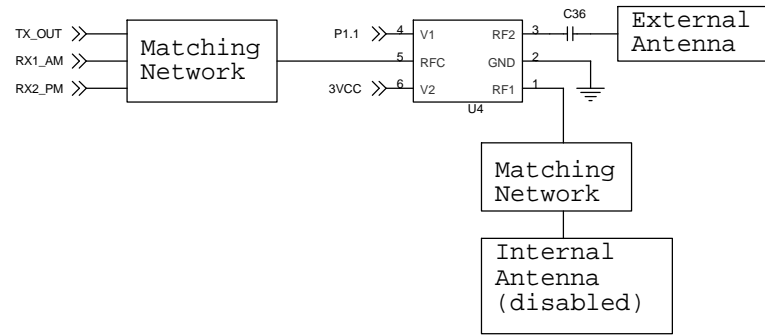 TX_OUT
RX1_AM
RX2_PM
Matching
Network
P1.1
3VCC
4
5
6
V1
RFC
V2
RF2
GND
RF1
U4
3
2
1
C36
External
Antenna
Matching
Network
Internal
Antenna
(disabled)